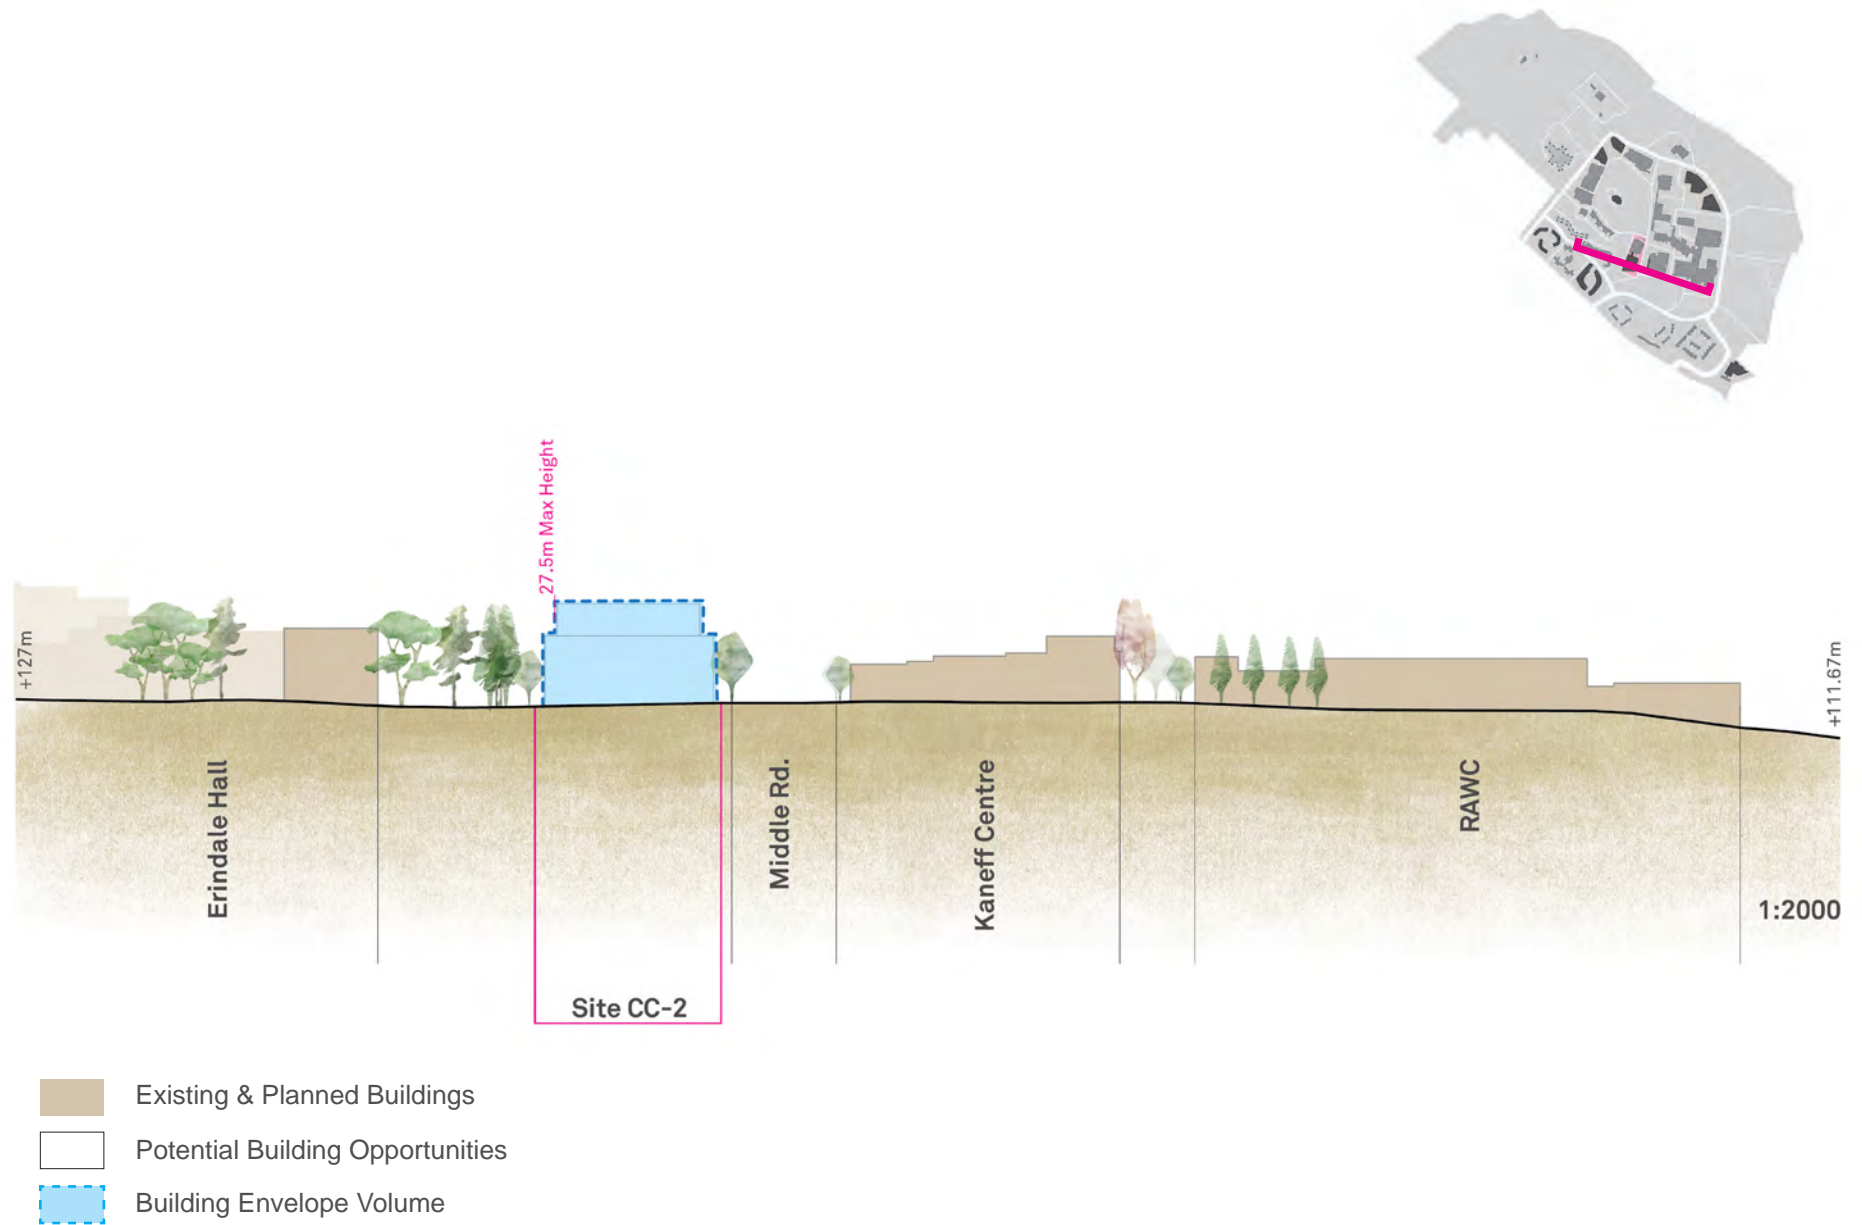 27.5m Max Height
+127m
+111.67m
Erindale Hall
Middle Rd.
Kaneff Centre
RAWC
1:2000
Site CC-2
Existing & Planned Buildings
Potential Building Opportunities
Building Envelope Volume